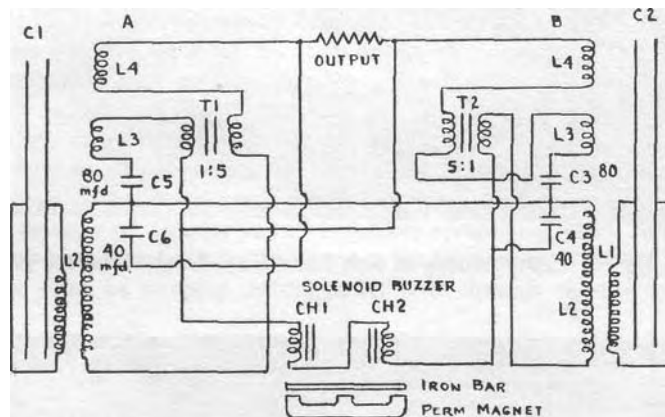 C1
A
B
C2
L4
OUTPUT
L4
T1
T2
L3
L3
1:5
5:1
80
mfd
C5
C3
80
C6
C4
40
mfd
40
L2
L1
L2
SOLENOID BUZZER
CH1
CH2
IRON BAR
PERM MAGNET